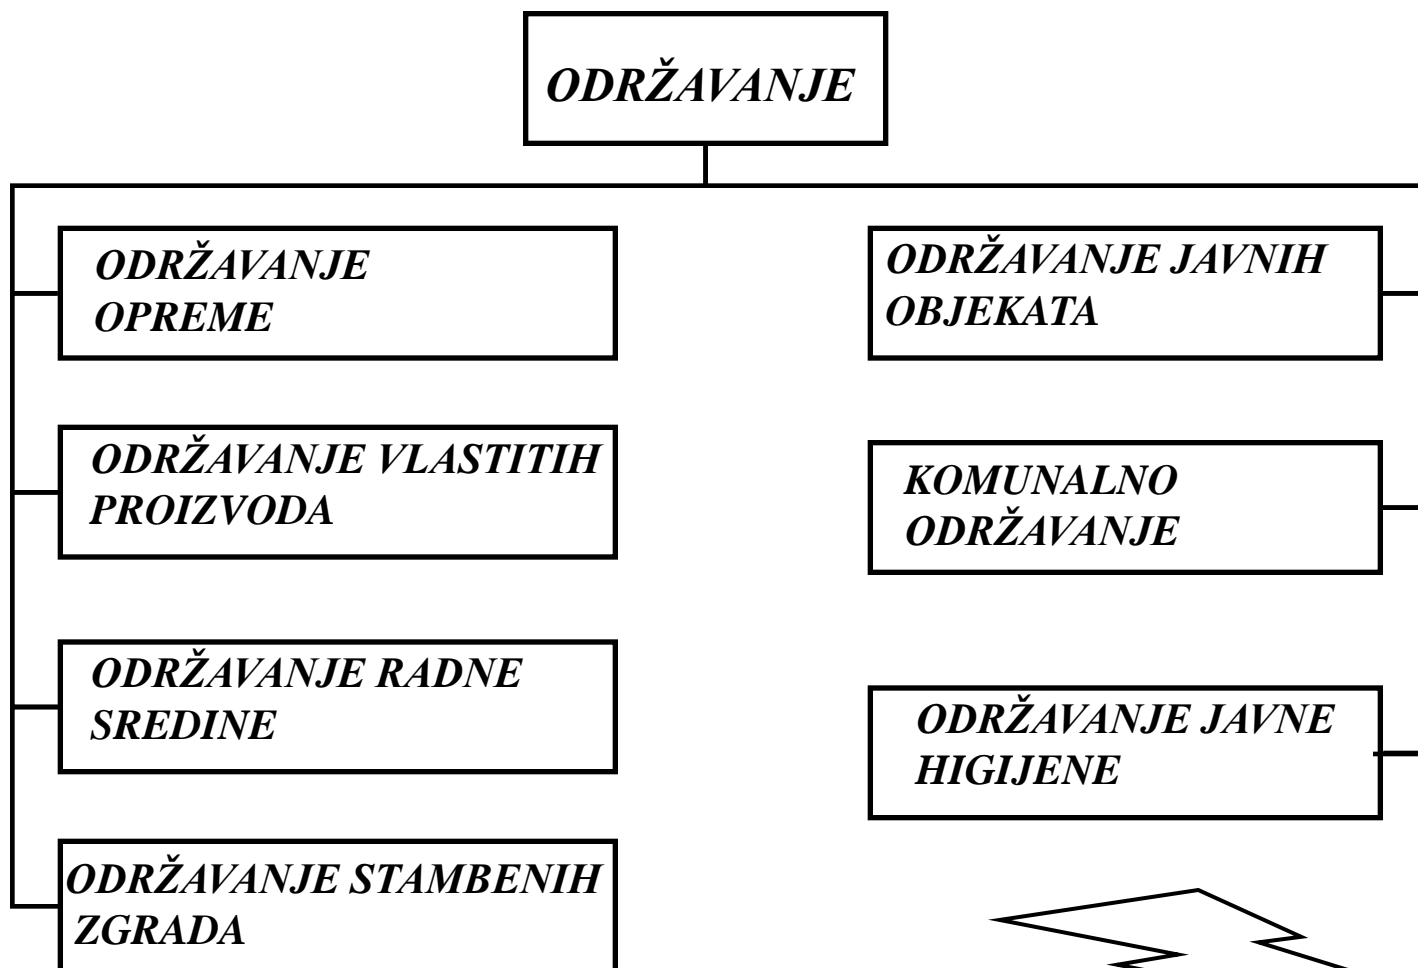 ODRŽAVANJE
ODRŽAVANJE
OPREME
ODRŽAVANJE VLASTITIH
PROIZVODA
ODRŽAVANJE RADNE
SREDINE
ODRŽAVANJE STAMBENIH
ZGRADA
ODRŽAVANJE JAVNIH
OBJEKATA
KOMUNALNO
ODRŽAVANJE
ODRŽAVANJE JAVNE
HIGIJENE